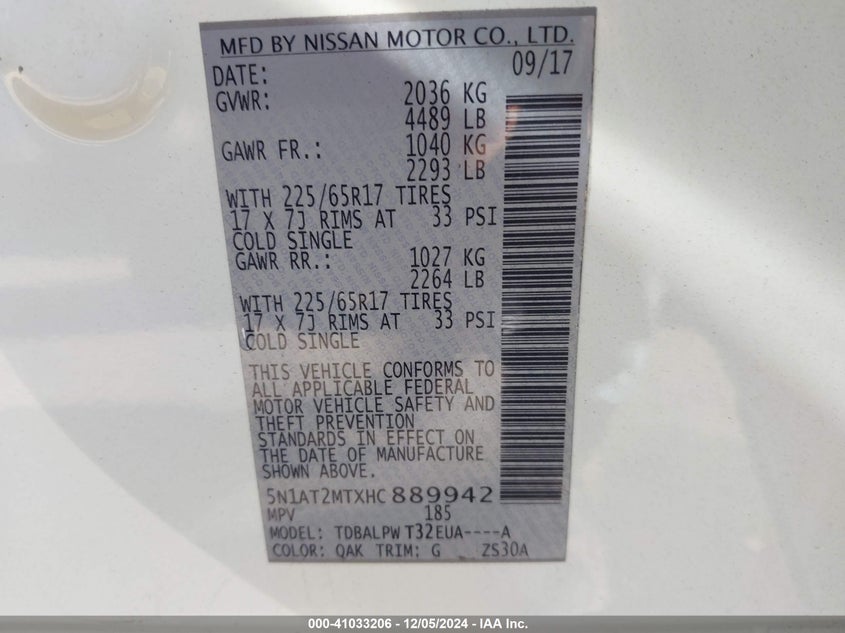 MFD BY NISSAN MOTOR CO., LTD.
DATE: 09/17
GVWR: 2036 KG
4489 LB
GAWR FR.: 1040 KG
2293 LB
WITH 225/65R17 TIRES
17 X 7J RIMS AT 33 PSI
COLD SINGLE
GAWR RR.: 1027 KG
2264 LB
WITH 225/65R17 TIRES
17 X 7J RIMS AT 33 PSI
COLD SINGLE
THIS VEHICLE CONFORMS TO
ALL APPLICABLE FEDERAL
MOTOR VEHICLE SAFETY AND
THEFT PREVENTION
STANDARDS IN EFFECT ON
THE DATE OF MANUFACTURE
SHOWN ABOVE.
5N1AT2MTXHC889942
MPV 185
MODEL: TDBALPW T32EUA----A
COLOR: QAK TRIM: G ZS30A
000-41033206 - 12/05/2024 - IAA Inc.